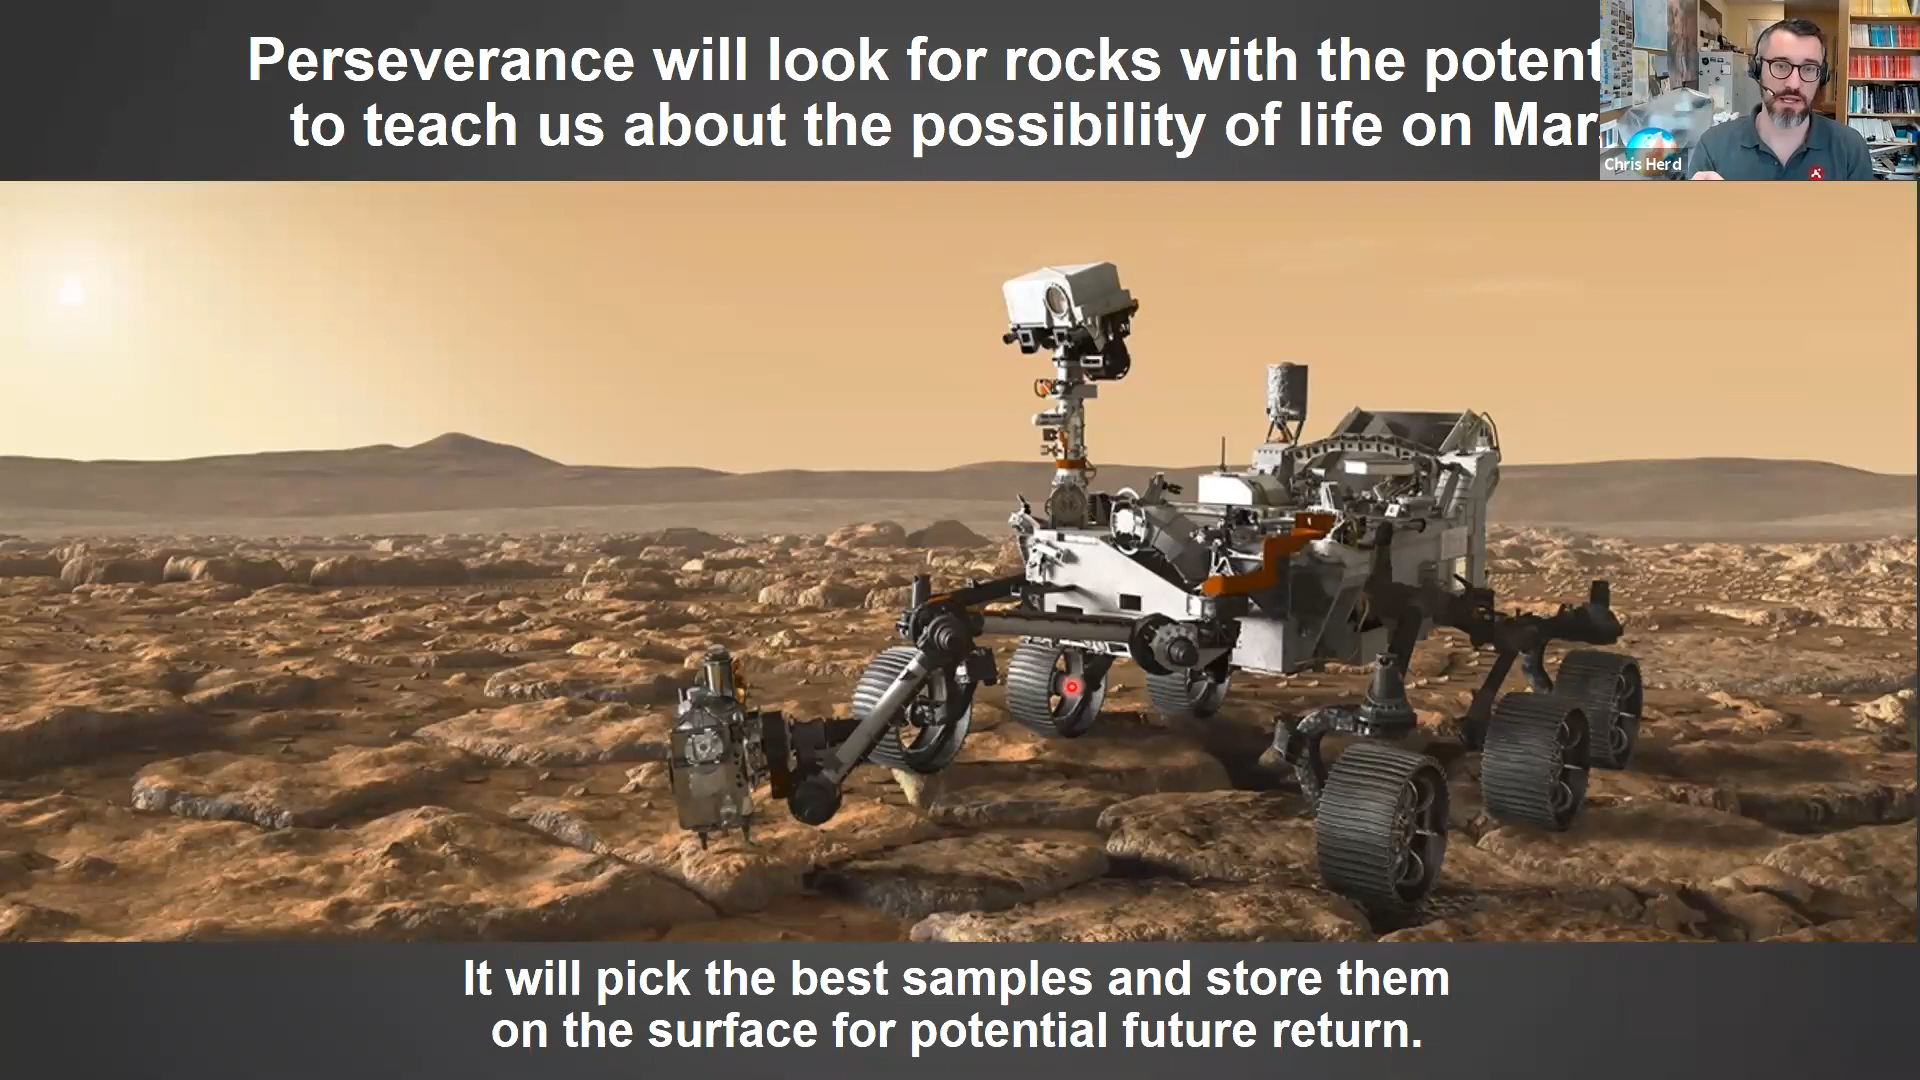 Perseverance will look for rocks with the potent
to teach us about the possibility of life on Mar
Chris Herd
It will pick the best samples and store them
on the surface for potential future return.